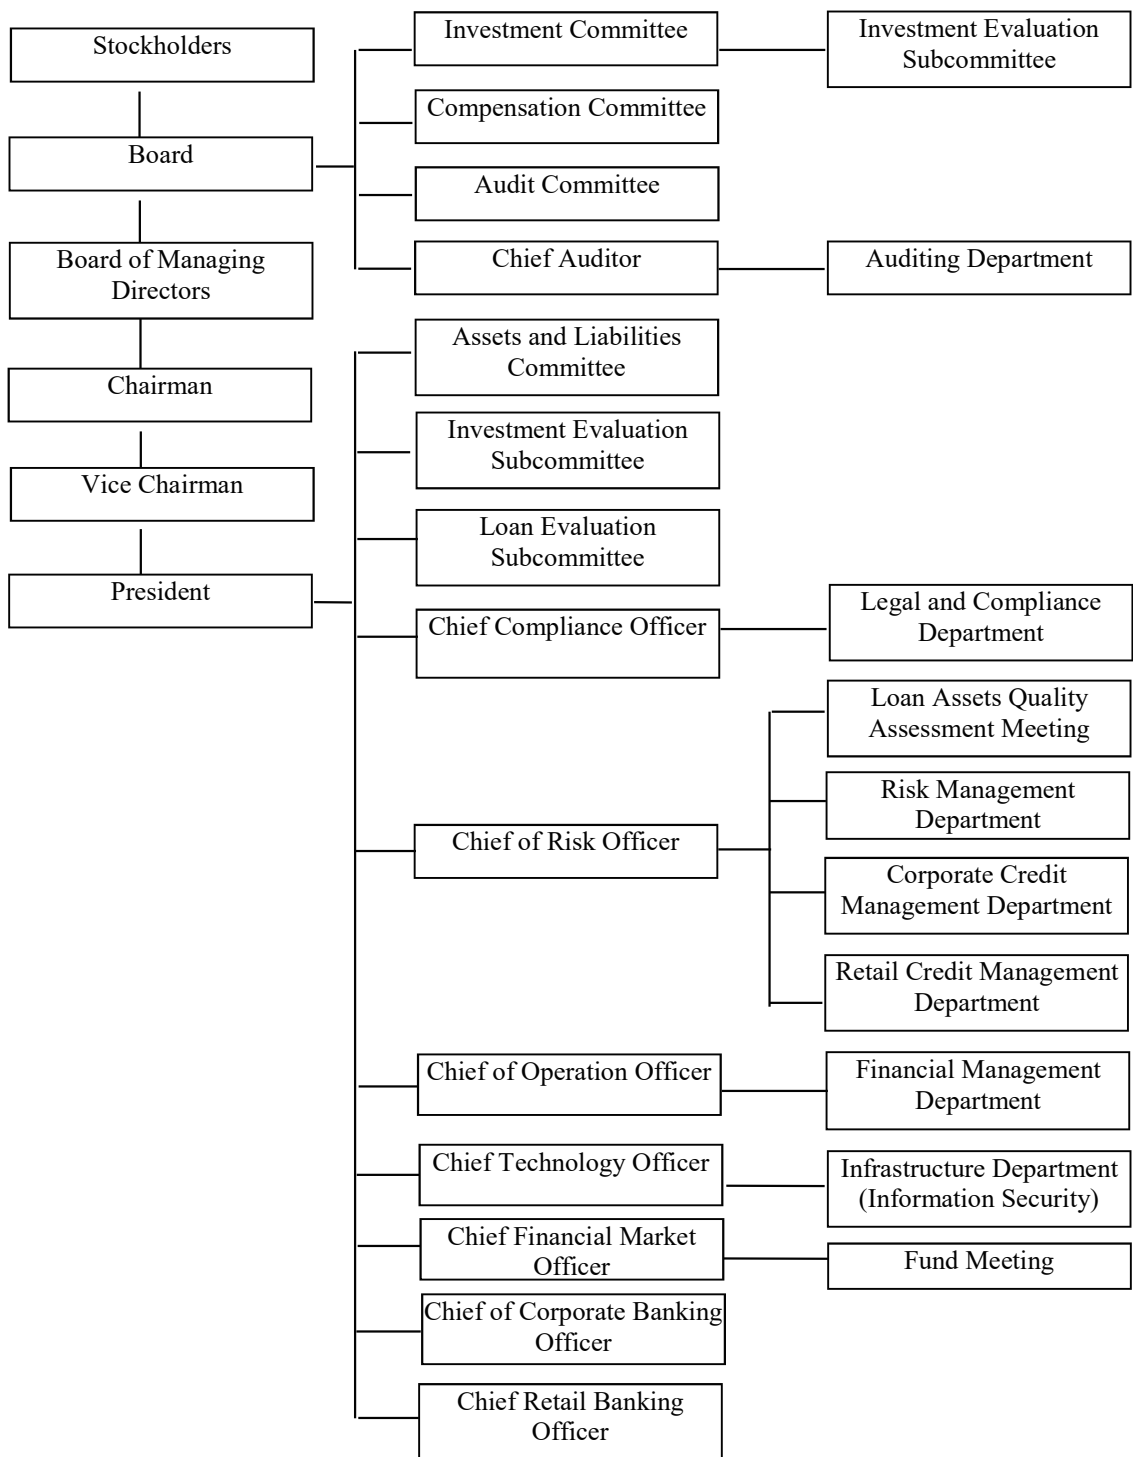 Stockholders
Board
Board of Managing
Directors
Chairman
Vice Chairman
President
Investment Committee
Compensation Committee
Audit Committee
Chief Auditor
Assets and Liabilities
Committee
Investment Evaluation
Subcommittee
Loan Evaluation
Subcommittee
Chief Compliance Officer
Chief of Risk Officer
Chief of Operation Officer
Chief Technology Officer
Chief Financial Market
Officer
Chief of Corporate Banking
Officer
Chief Retail Banking
Officer
Investment Evaluation
Subcommittee
Auditing Department
Legal and Compliance
Department
Loan Assets Quality
Assessment Meeting
Risk Management
Department
Corporate Credit
Management Department
Retail Credit Management
Department
Financial Management
Department
Infrastructure Department
(Information Security)
Fund Meeting